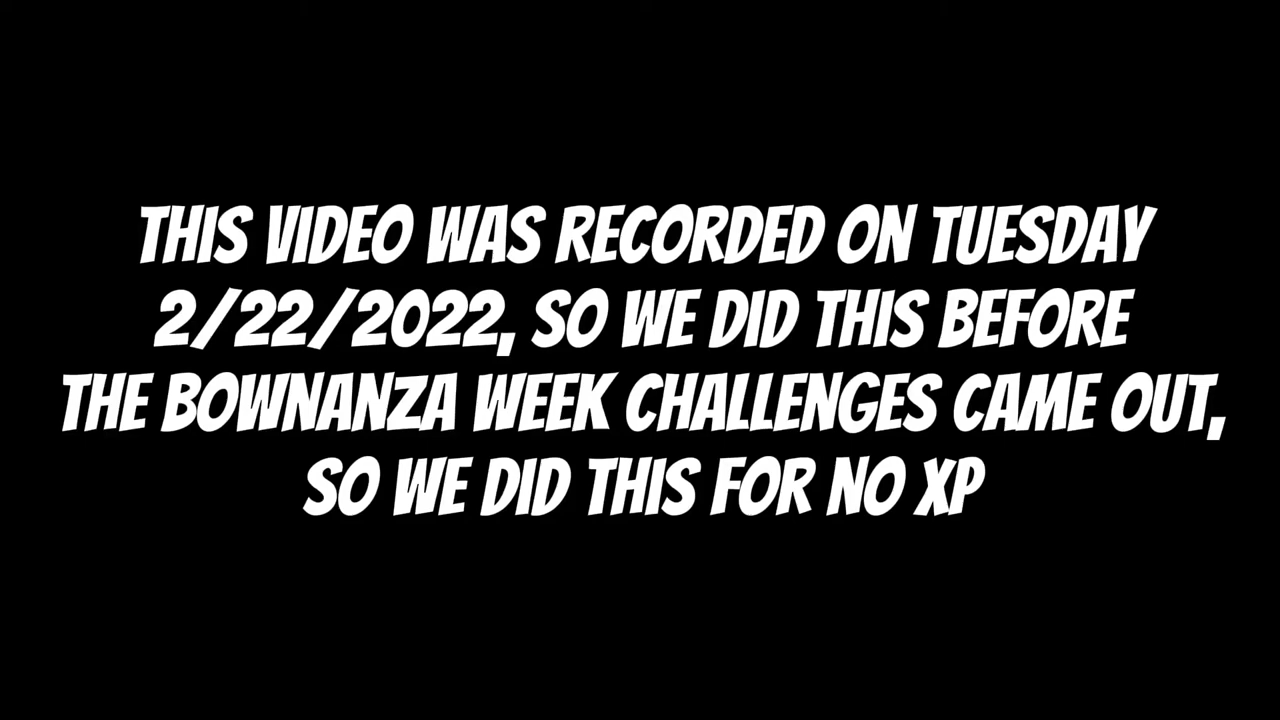 THIS VIDEO WAS RECORDED ON TUESDAY
2/22/2022, SO WE DID THIS BEFORE
THE BOWNANZA WEEK CHALLENGES CAME OUT,
SO WE DID THIS FOR NO XP